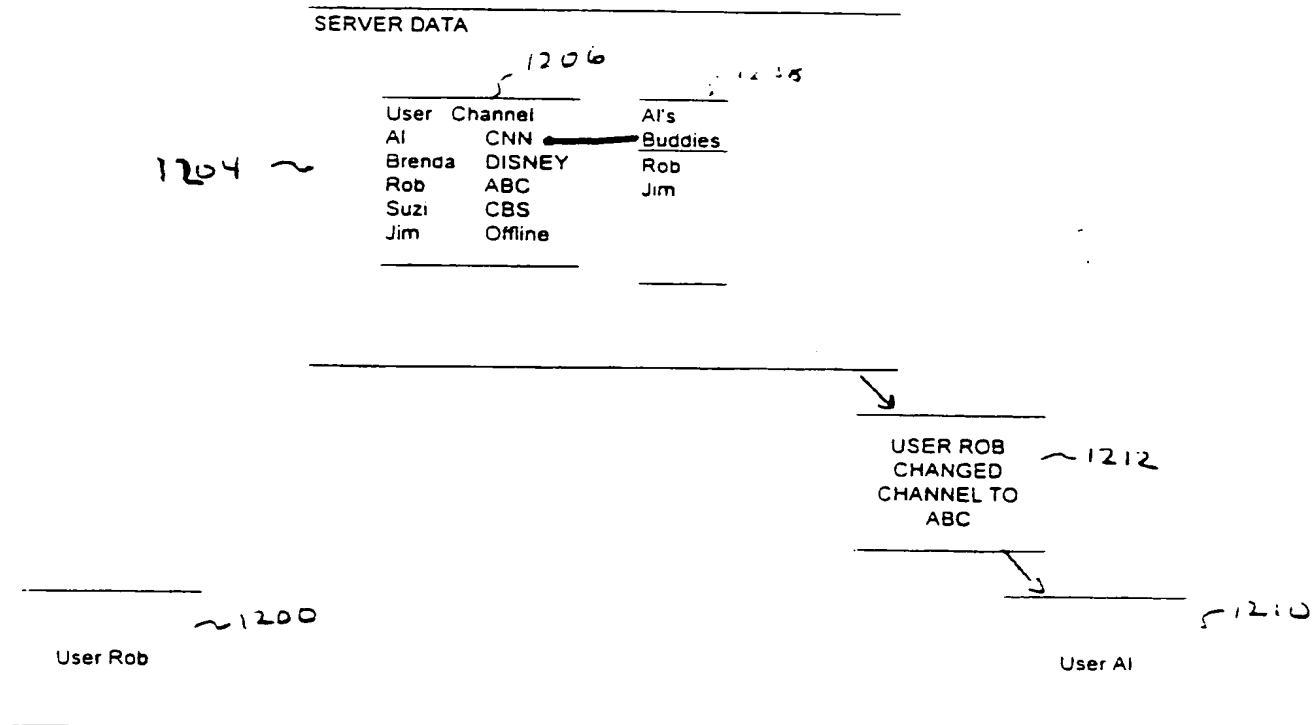 SERVER DATA
1206
User Channel
Al CNN
Brenda DISNEY
Rob ABC
Suzi CBS
Jim Offline
Al's
Buddies
Rob
Jim
1204
USER ROB
CHANGED
CHANNEL TO
ABC
1212
1200
User Rob
1210
User Al